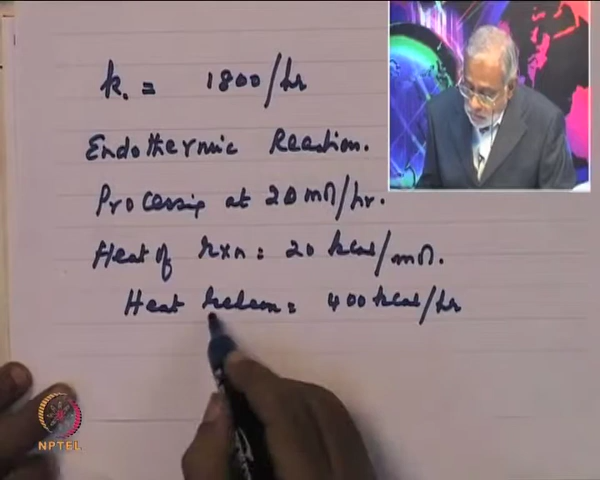 k1 = 1800/hr
Endothermic Reaction.
Processing at 20 mol/hr.
Heat of rxn = 20 kcal/mol.
Heat release = 400 kcal/hr
NPTEL